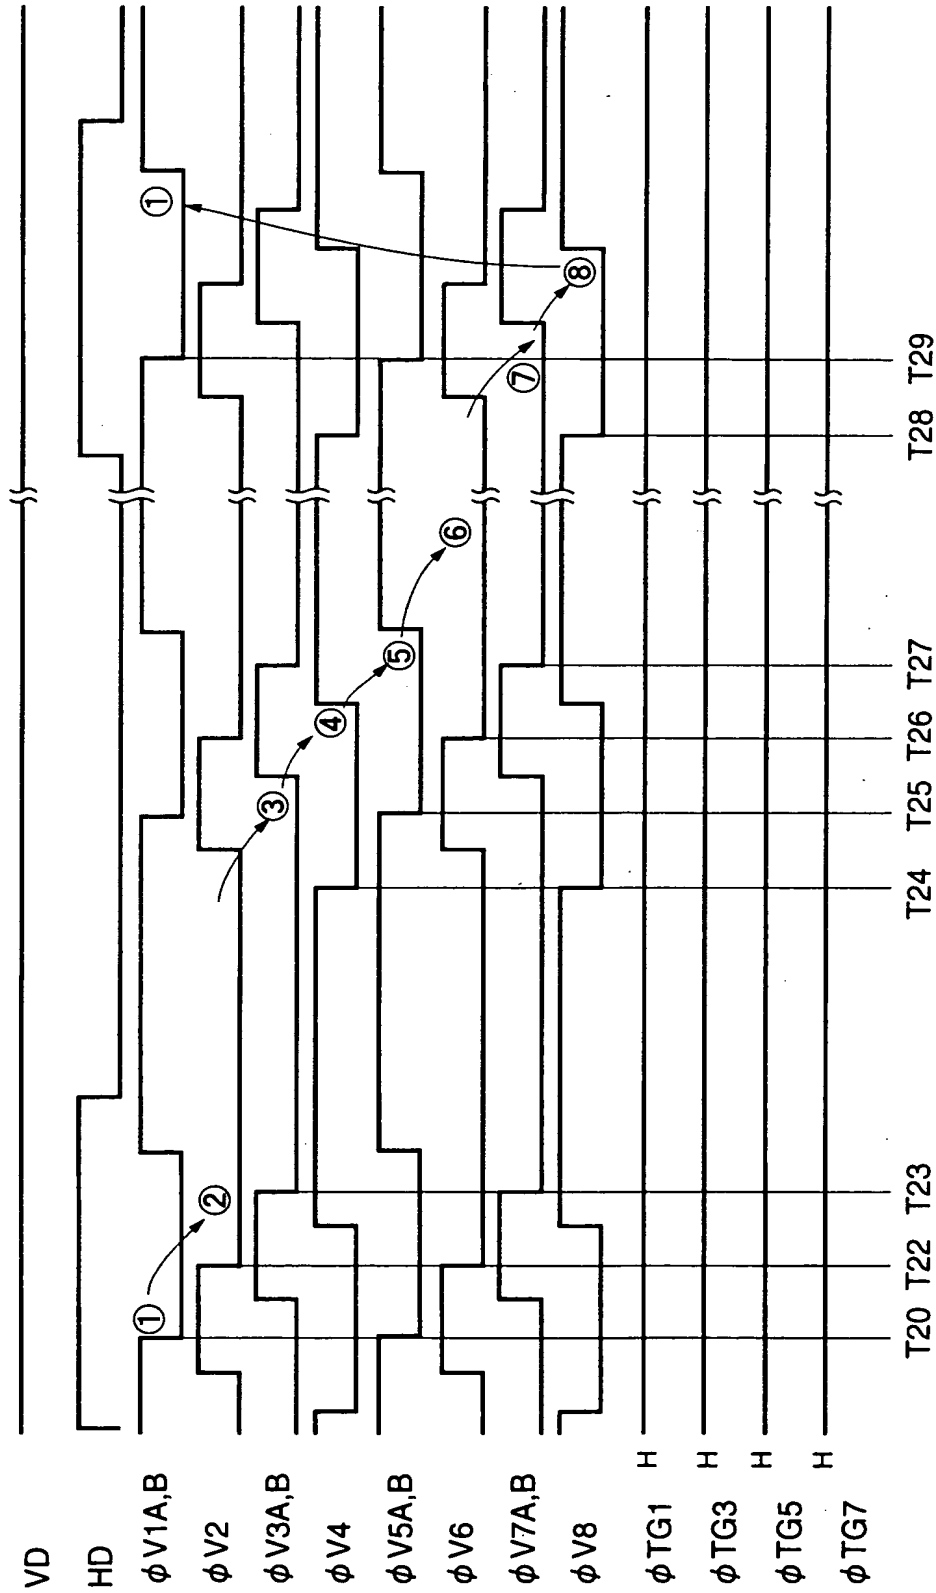 VD
HD
φV1A,B
① ② ①
φV2
φV3A,B
③
φV4
④
φV5A,B
⑤
φV6
⑥
φV7A,B
⑦
φV8
⑧
φTG1 H
φTG3 H
φTG5 H
φTG7 H
T20 T22 T23 T24 T25 T26 T27 T28 T29